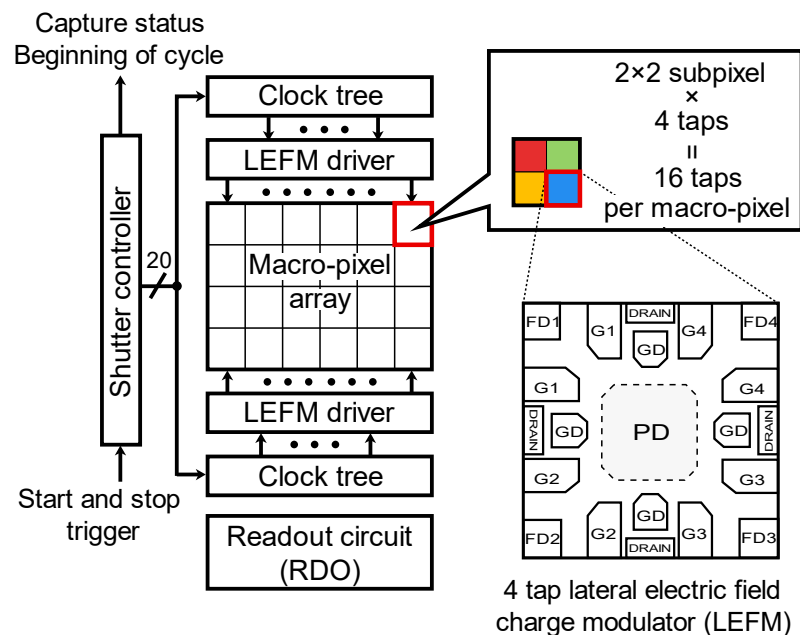 Capture status
Beginning of cycle
Shutter controller
20
Start and stop
trigger
Clock tree
LEFM driver
Macro-pixel
array
LEFM driver
Clock tree
Readout circuit
(RDO)
2×2 subpixel
×
4 taps
=
16 taps
per macro-pixel
FD1
G1
DRAIN
G4
FD4
GD
G1
G4
DRAIN
GD
PD
GD
DRAIN
G2
G3
GD
FD2
G2
DRAIN
G3
FD3
4 tap lateral electric field
charge modulator (LEFM)